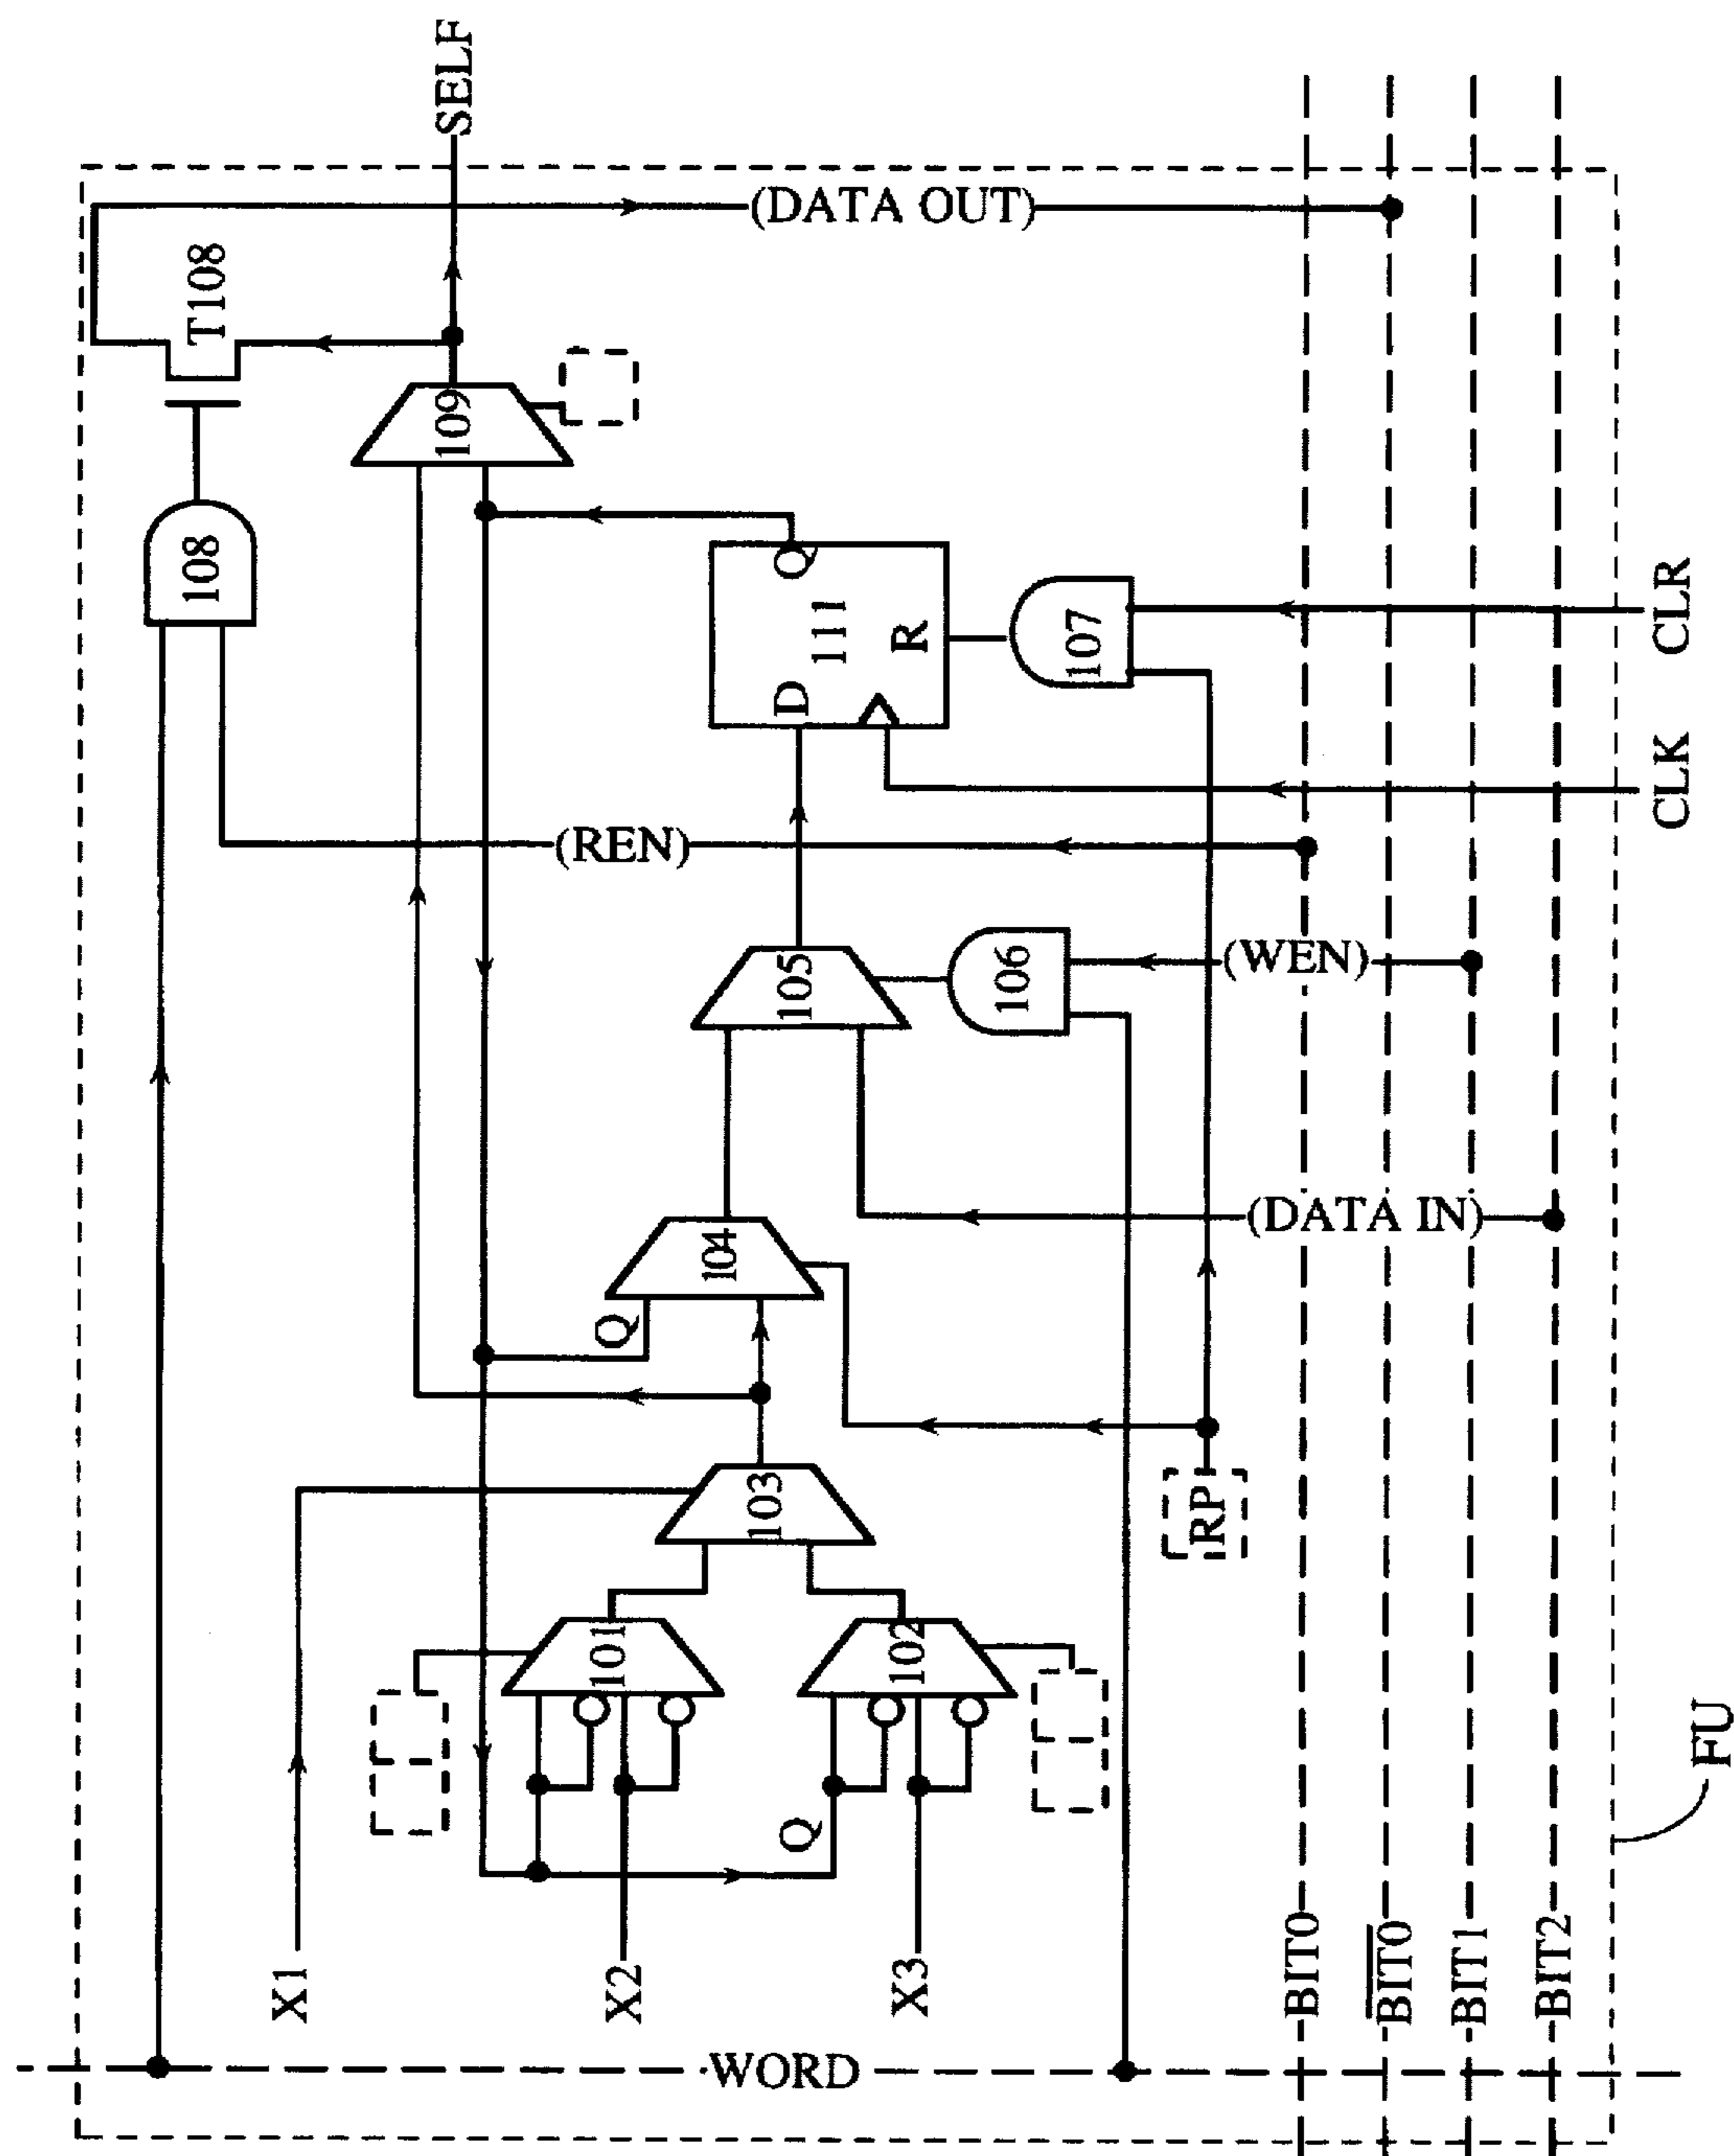 SELF
(DATA OUT)
T108
109
108
Q
111
D
R
107
CLR
CLK
(REN)
105
106
(WEN)
104
(DATA IN)
Q
103
RP
101
102
Q
X1
X2
X3
WORD
BIT0
BIT0
BIT1
BIT2
FU